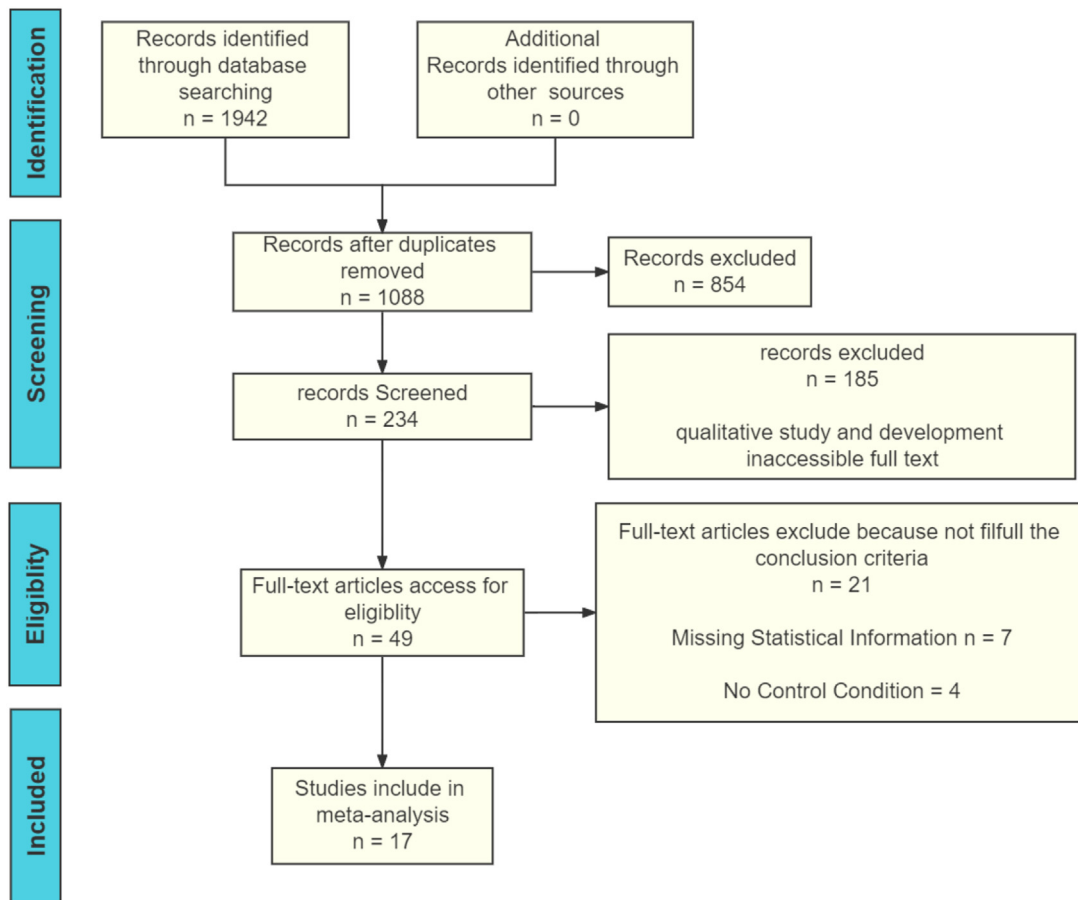 Identification
Records identified
through database
searching
n = 1942
Additional
Records identified through
other sources
n = 0
Screening
Records after duplicates
removed
n = 1088
Records excluded
n = 854
records Screened
n = 234
records excluded
n = 185
qualitative study and development
inaccessible full text
Eligiblity
Full-text articles access for
eligiblity
n = 49
Full-text articles exclude because not filfull the
conclusion criteria
n = 21
Missing Statistical Information n = 7
No Control Condition = 4
Included
Studies include in
meta-analysis
n = 17